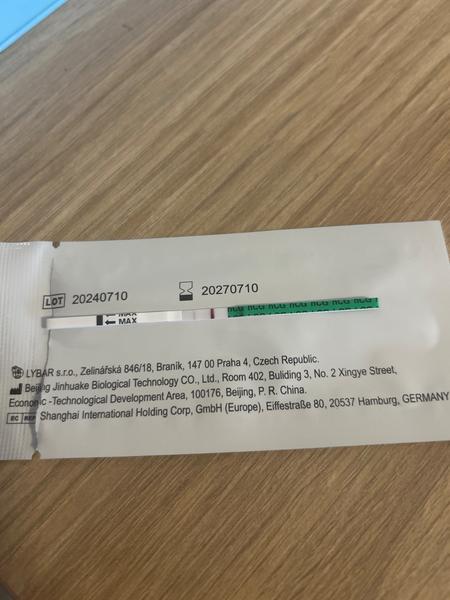 LOT 20240710
20270710
MAX
MAX
HCG HCG HCG HCG HCG HCG
LYBAR s.r.o., Zelinářská 846/18, Braník, 147 00 Praha 4, Czech Republic.
Beijing Jinhuake Biological Technology CO., Ltd., Room 402, Buliding 3, No. 2 Xingye Street,
Economic -Technological Development Area, 100176, Beijing, P. R. China.
EC REP Shanghai International Holding Corp, GmbH (Europe), Eiffestraße 80, 20537 Hamburg, GERMANY